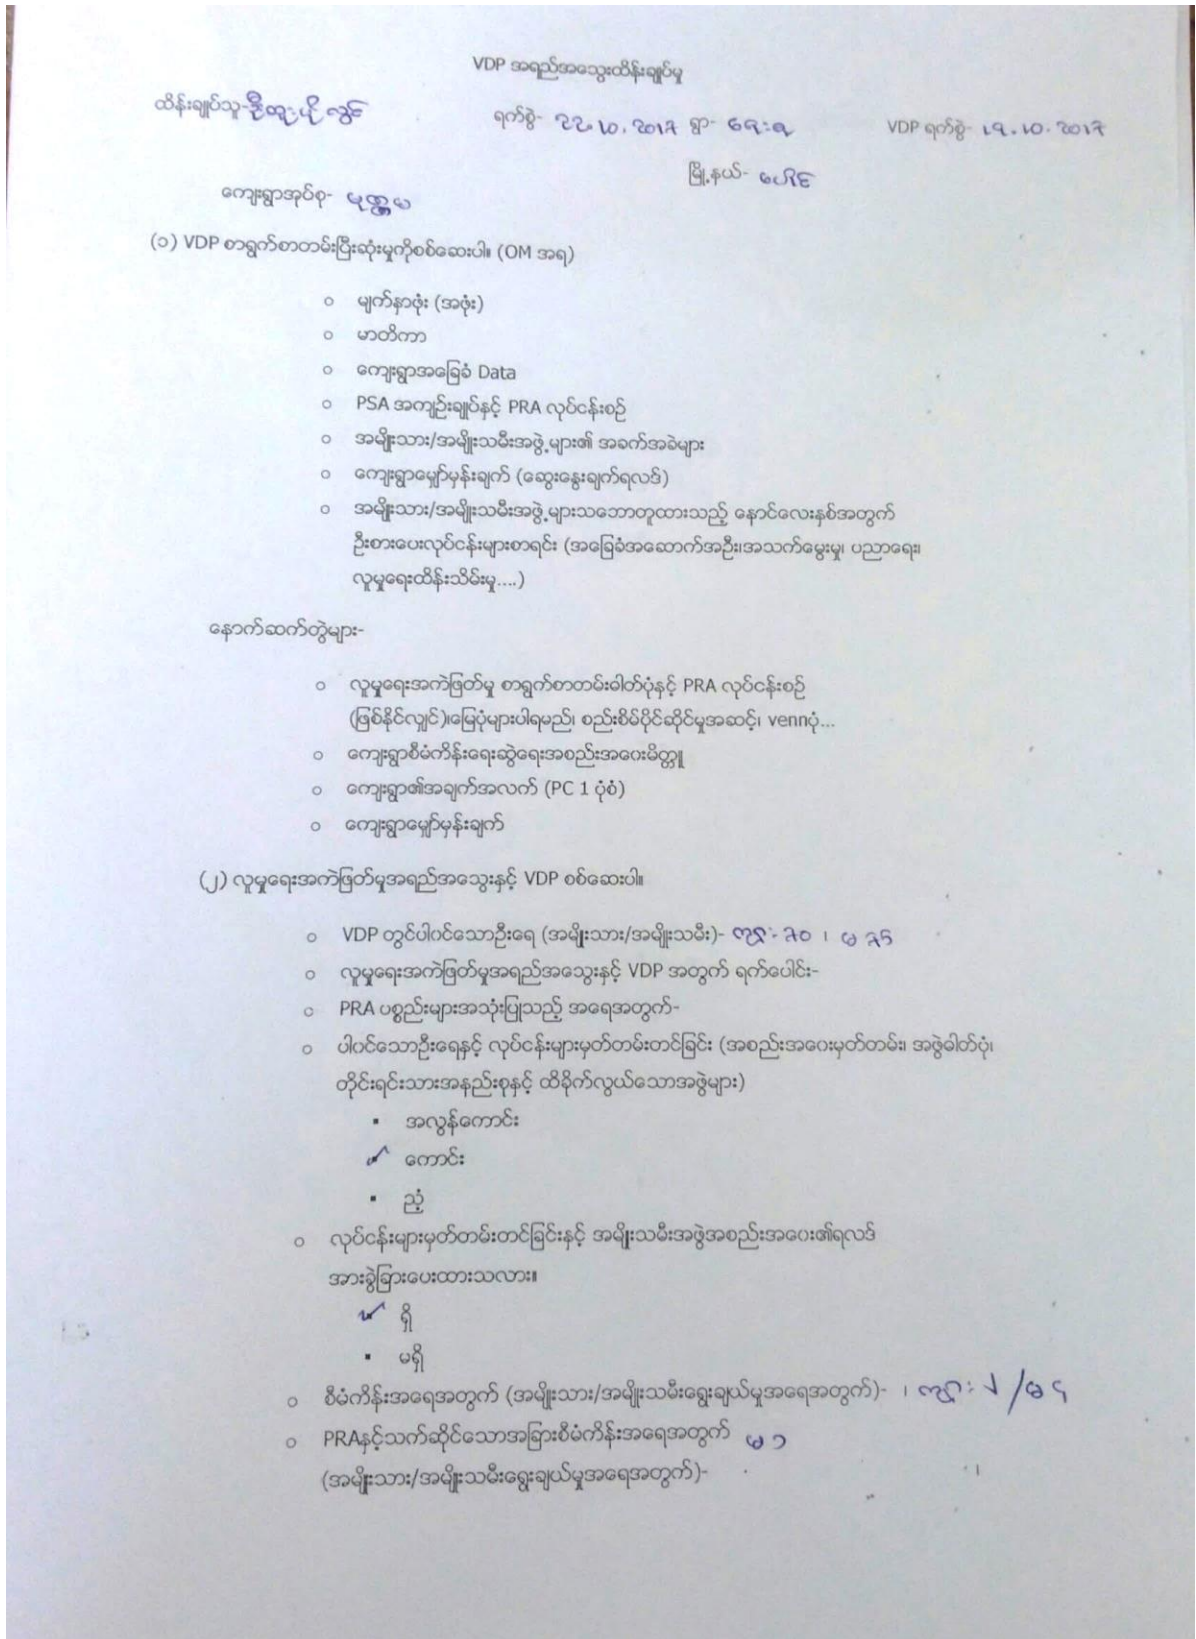 VDP အရည်အသွေးထိန်းချုပ်မှု
ထိန်းချုပ်သူ- ရက်စွဲ- 22.10.2017 ရွာ- VDP ရက်စွဲ- 19.10.2017
မြို့နယ်- ပေါင်
ကျေးရွာအုပ်စု- မုတ္တမ
(၁) VDP စာရွက်စာတမ်းပြီးဆုံးမှုကိုစစ်ဆေးပါ။ (OM အရ)
○ မျက်နှာဖုံး (အဖုံး)
○ မာတိကာ
○ ကျေးရွာအခြေခံ Data
○ PSA အကျဉ်းချုပ်နှင့် PRA လုပ်ငန်းစဉ်
○ အမျိုးသား/အမျိုးသမီးအဖွဲ့များ၏ အခက်အခဲများ
○ ကျေးရွာမျှော်မှန်းချက် (ဆွေးနွေးချက်ရလဒ်)
○ အမျိုးသား/အမျိုးသမီးအဖွဲ့များသဘောတူထားသည့် နောင်လေးနှစ်အတွက်
ဦးစားပေးလုပ်ငန်းများစာရင်း (အခြေခံအဆောက်အဦး၊အသက်မွေးမှု၊ ပညာရေး၊
လူမှုရေးထိန်းသိမ်းမှု....)
နောက်ဆက်တွဲများ-
○ လူမှုရေးအကဲဖြတ်မှု စာရွက်စာတမ်းဓါတ်ပုံနှင့် PRA လုပ်ငန်းစဉ်
(ဖြစ်နိုင်လျှင်)၊မြေပုံများပါရမည်၊ စည်းစိမ်ပိုင်ဆိုင်မှုအဆင့်၊ vennပုံ...
○ ကျေးရွာစီမံကိန်းရေးဆွဲရေးအစည်းအဝေးမိတ္တူ
○ ကျေးရွာ၏အချက်အလက် (PC 1 ပုံစံ)
○ ကျေးရွာမျှော်မှန်းချက်
(၂) လူမှုရေးအကဲဖြတ်မှုအရည်အသွေးနှင့် VDP စစ်ဆေးပါ။
○ VDP တွင်ပါဝင်သောဦးရေ (အမျိုးသား/အမျိုးသမီး)- ကျား-၃၀ ၊ မ ၃၅
○ လူမှုရေးအကဲဖြတ်မှုအရည်အသွေးနှင့် VDP အတွက် ရက်ပေါင်း-
○ PRA ပစ္စည်းများအသုံးပြုသည့် အရေအတွက်-
○ ပါဝင်သောဦးရေနှင့် လုပ်ငန်းများမှတ်တမ်းတင်ခြင်း (အစည်းအဝေးမှတ်တမ်း၊ အဖွဲဓါတ်ပုံ၊
တိုင်းရင်းသားအနည်းစုနှင့် ထိခိုက်လွယ်သောအဖွဲများ)
▪ အလွန်ကောင်း
✓ ကောင်း
▪ ညံ့
○ လုပ်ငန်းများမှတ်တမ်းတင်ခြင်းနှင့် အမျိုးသမီးအဖွဲအစည်းအဝေး၏ရလဒ်
အားခွဲခြားပေးထားသလား။
✓ ရှိ
▪ မရှိ
○ စီမံကိန်းအရေအတွက် (အမျိုးသား/အမျိုးသမီးရွေးချယ်မှုအရေအတွက်)- ၊ ကျား- /မ ၄
○ PRAနှင့်သက်ဆိုင်သောအခြားစီမံကိန်းအရေအတွက် မ ၁
(အမျိုးသား/အမျိုးသမီးရွေးချယ်မှုအရေအတွက်)-